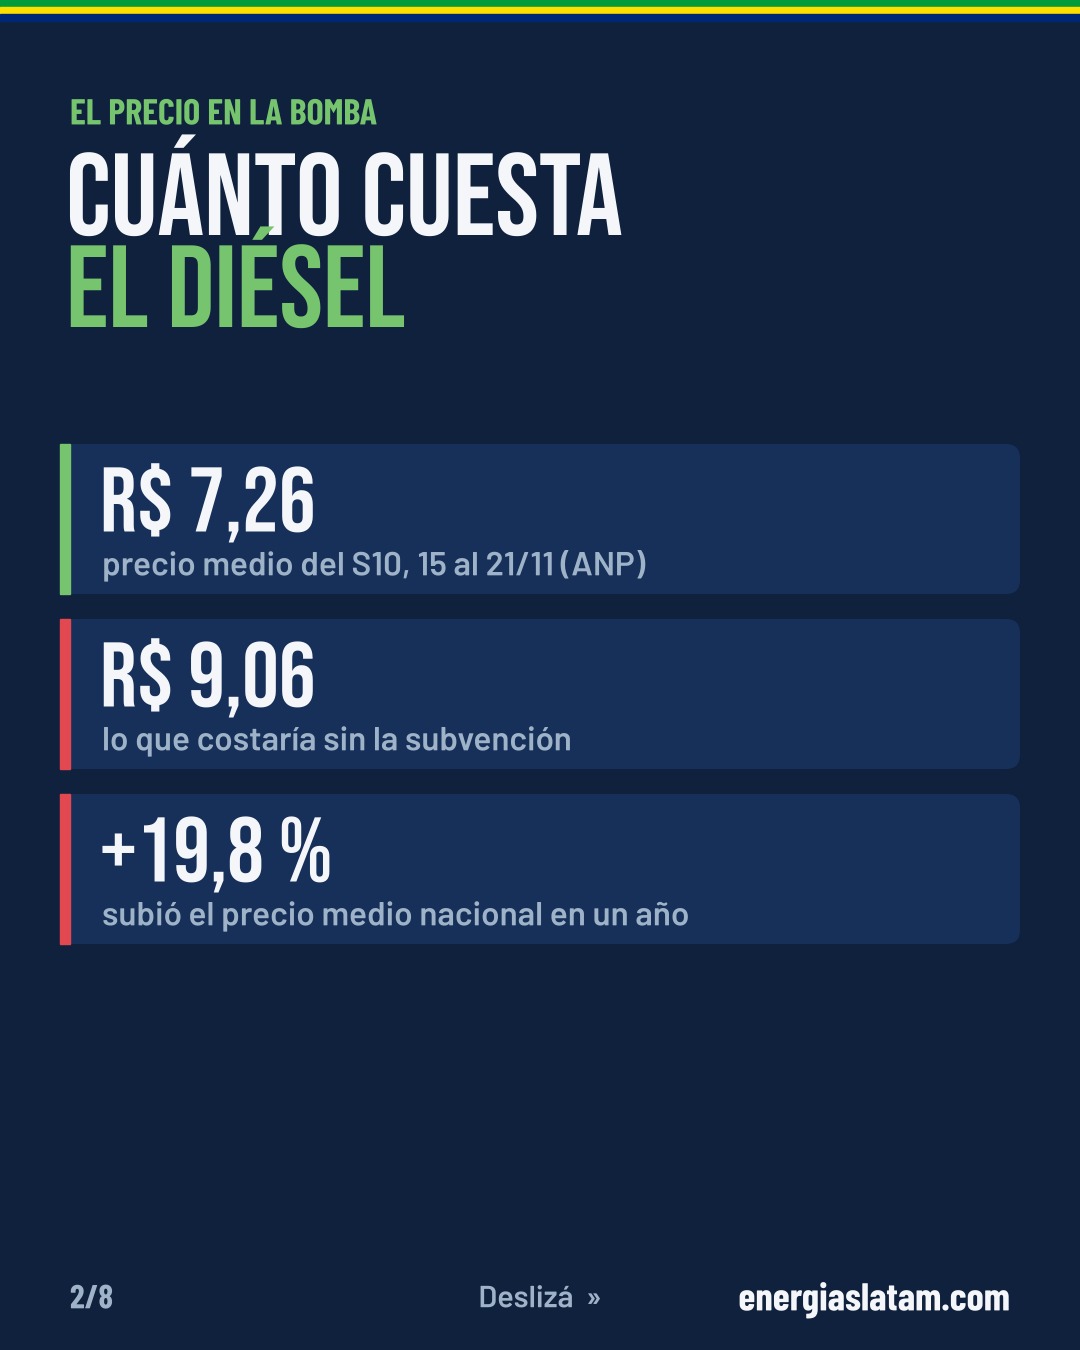 EL PRECIO EN LA BOMBA
CUÁNTO CUESTA
EL DIÉSEL
R$ 7,26
precio medio del S10, 15 al 21/11 (ANP)
R$ 9,06
lo que costaría sin la subvención
+19,8 %
subió el precio medio nacional en un año
2/8
Deslizá »
energiaslatam.com